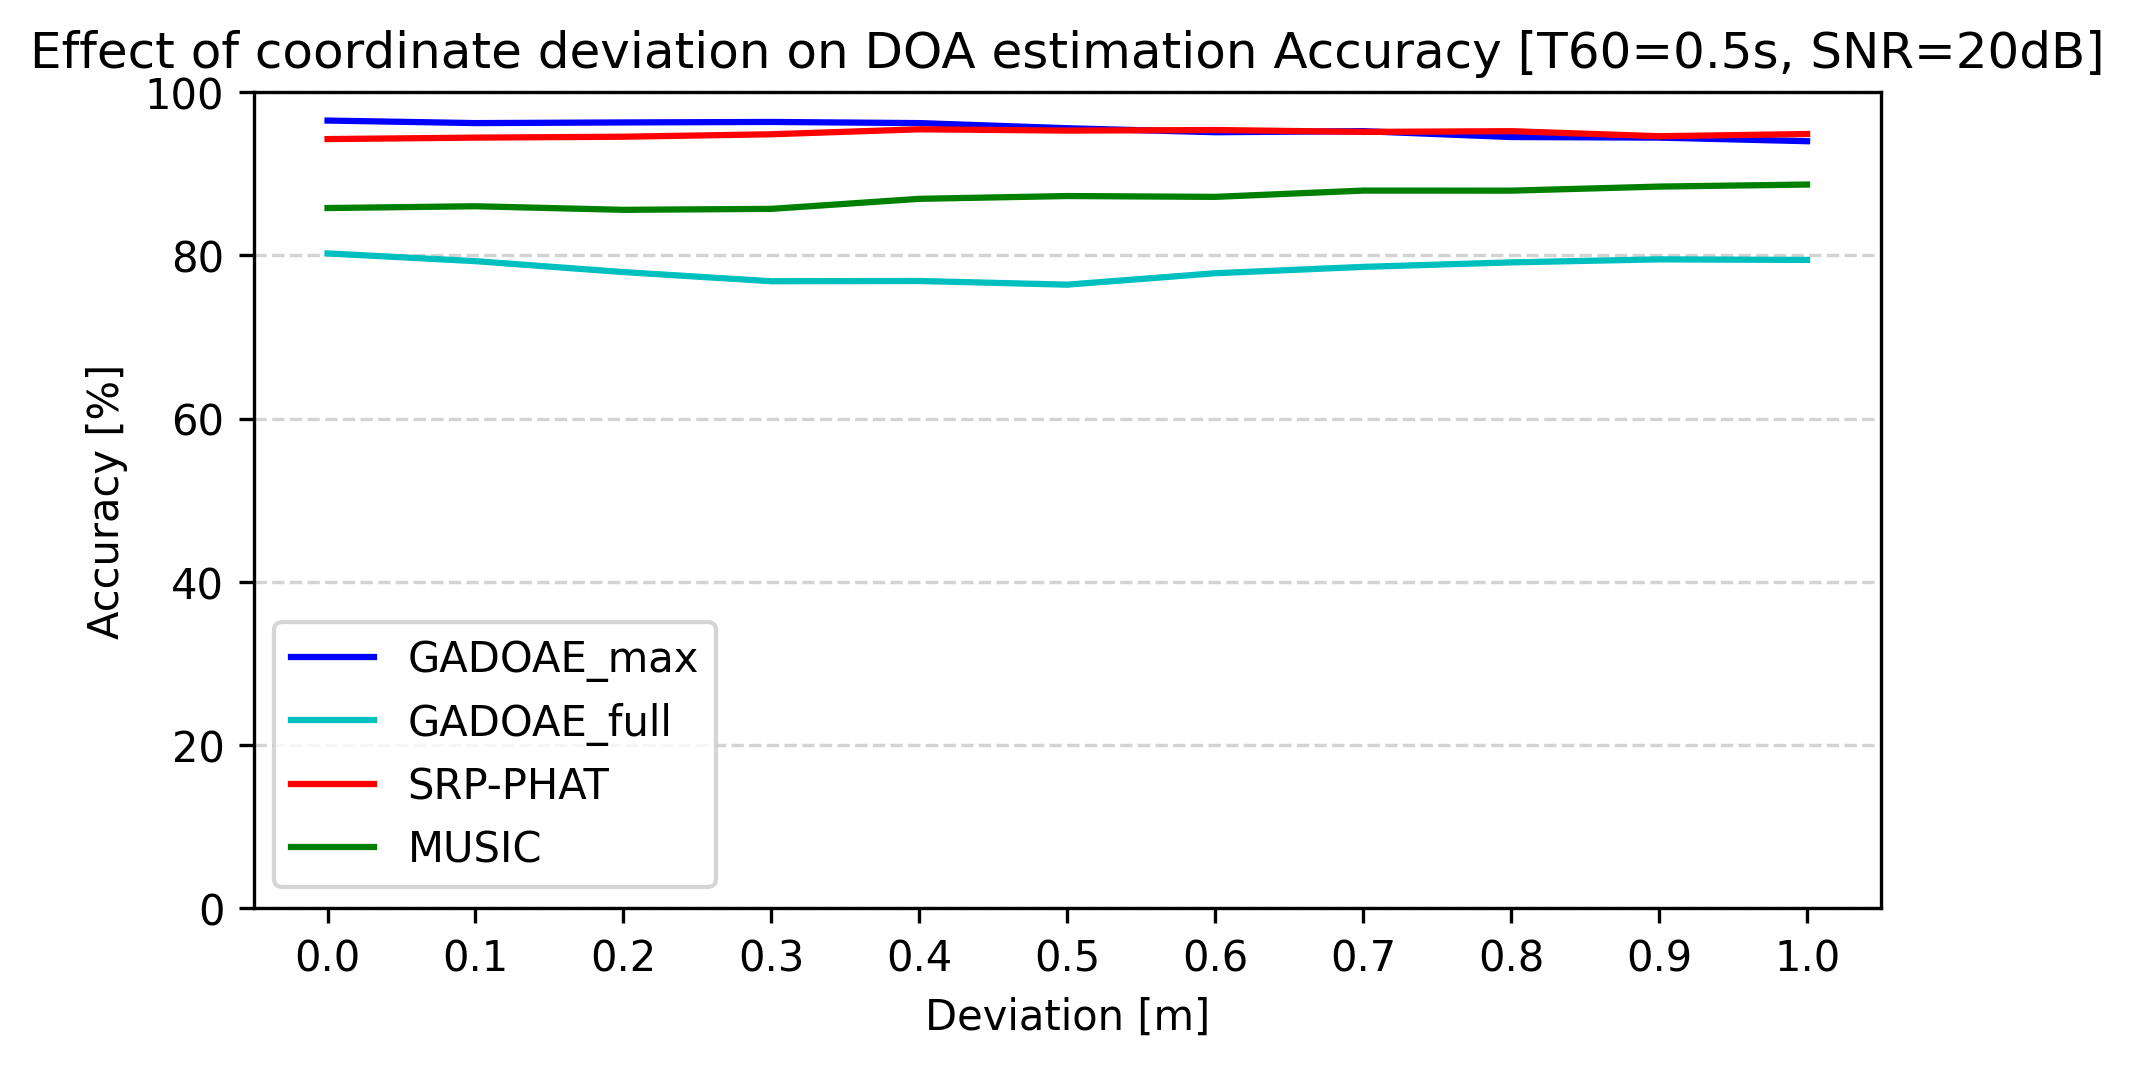 Effect of coordinate deviation on DOA estimation Accuracy [T60=0.5s, SNR=20dB]
100
80
60
40
20
0
Accuracy [%]
GADOAE_max
GADOAE_full
SRP-PHAT
MUSIC
0.0 0.1 0.2 0.3 0.4 0.5 0.6 0.7 0.8 0.9 1.0
Deviation [m]